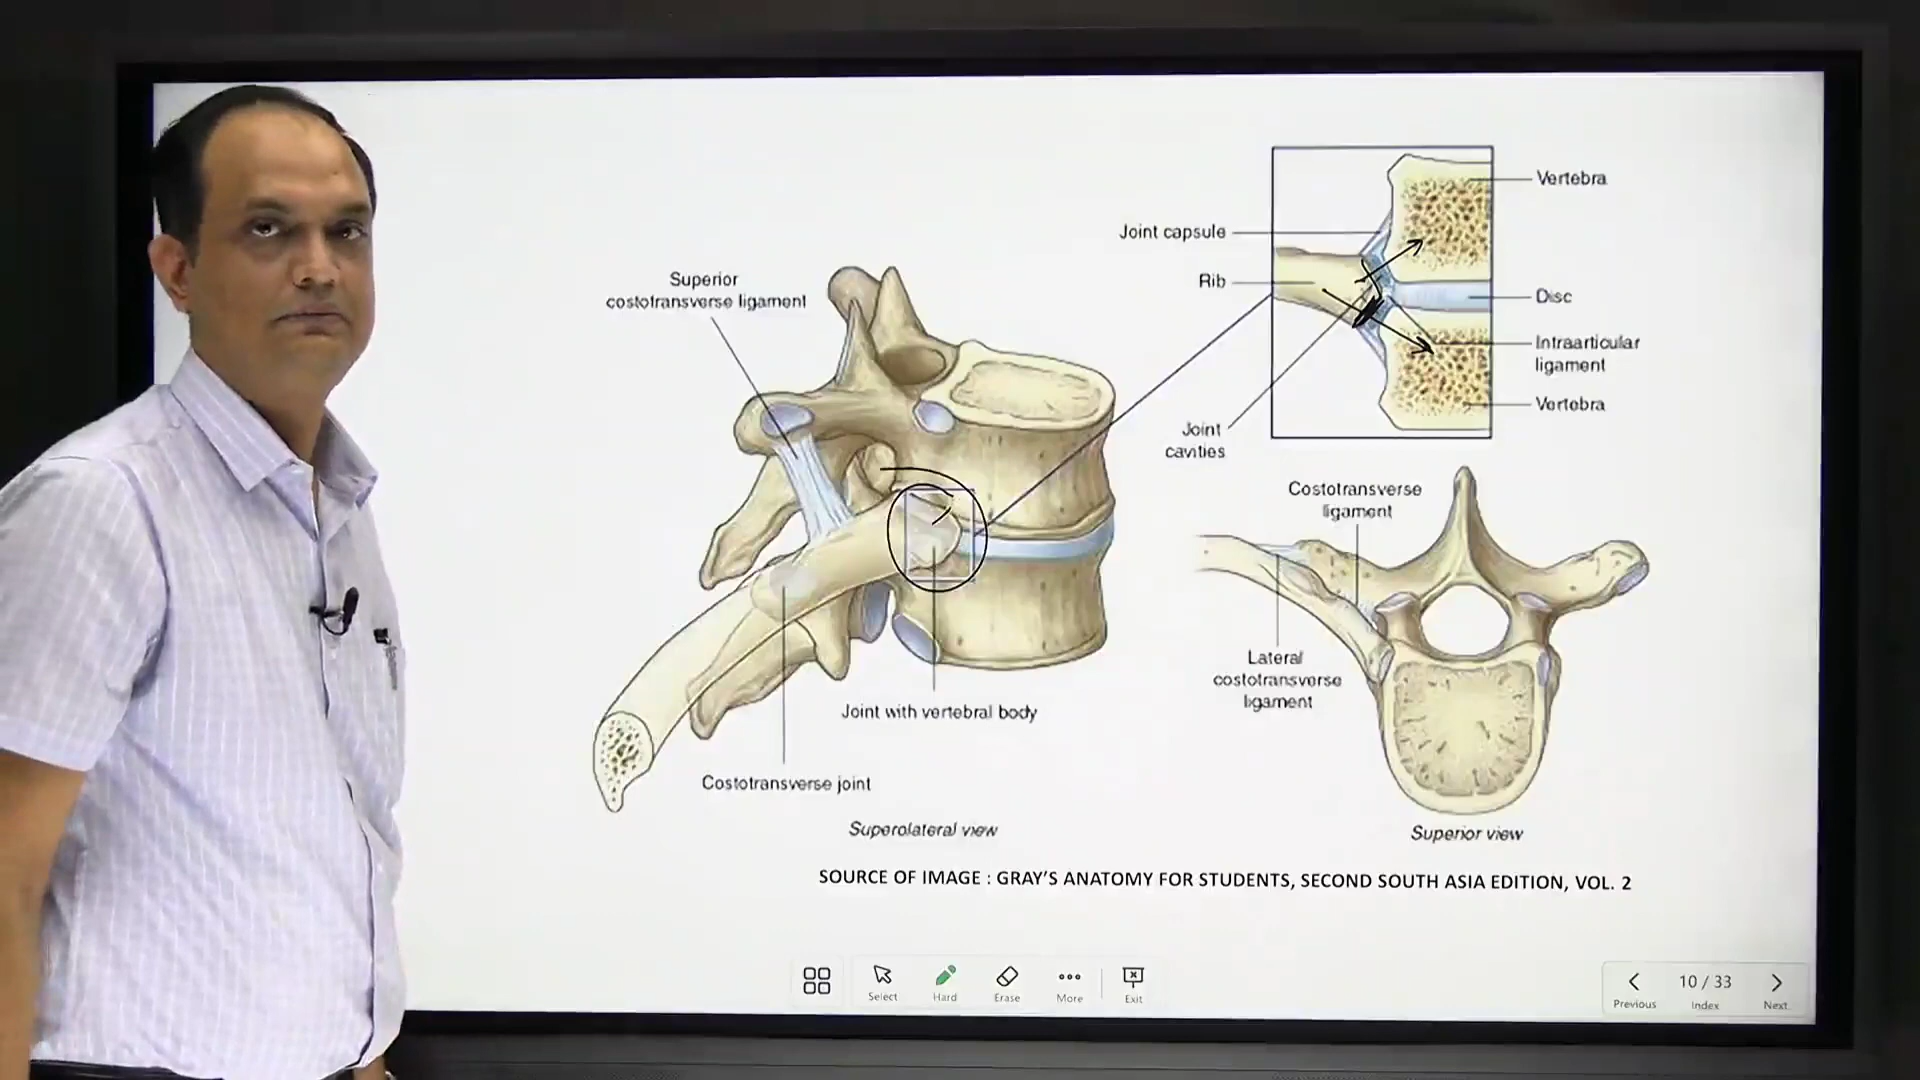 Superior
costotransverse ligament
Joint with vertebral body
Costotransverse joint
Superolateral view
Joint capsule
Rib
Joint
cavities
Vertebra
Disc
Intraarticular
ligament
Vertebra
Costotransverse
ligament
Lateral
costotransverse
ligament
Superior view
SOURCE OF IMAGE : GRAY'S ANATOMY FOR STUDENTS, SECOND SOUTH ASIA EDITION, VOL. 2
Select
Hard
Erase
More
Exit
Previous
10 / 33
Index
Next